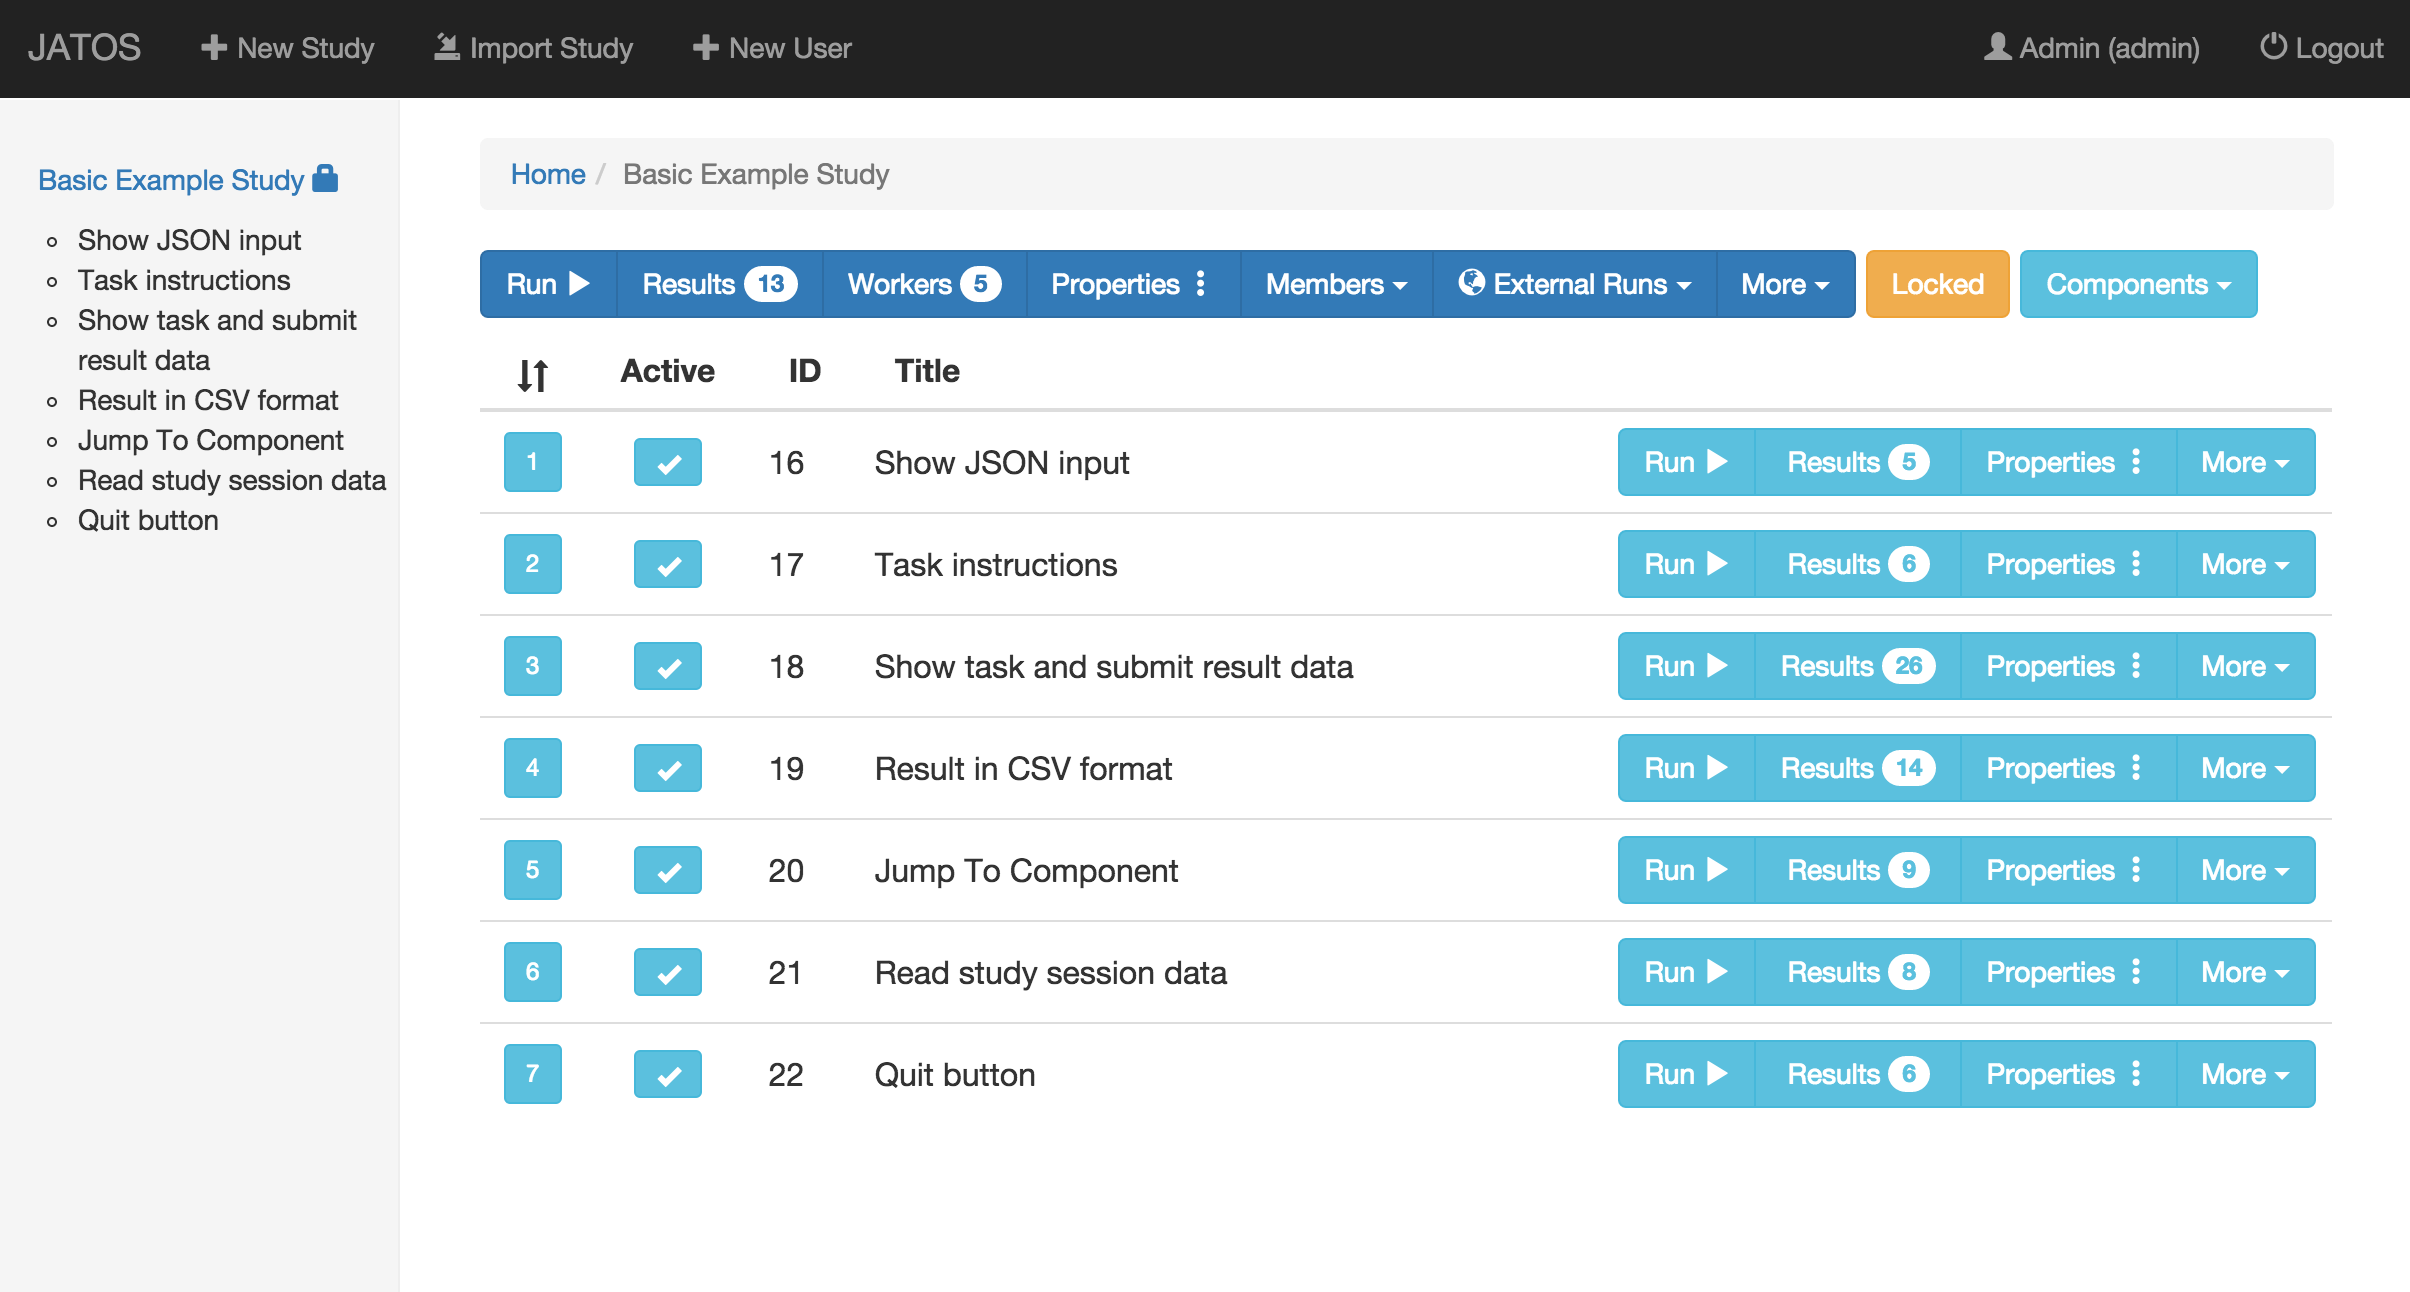 JATOS New Study Import Study New User Admin (admin) Logout
Basic Example Study
Show JSON input
Task instructions
Show task and submit
result data
Result in CSV format
Jump To Component
Read study session data
Quit button
Home / Basic Example Study
Run Results 13 Workers 5 Properties Members External Runs More Locked Components
Active ID Title
1 16 Show JSON input Run Results 5 Properties More
2 17 Task instructions Run Results 6 Properties More
3 18 Show task and submit result data Run Results 26 Properties More
4 19 Result in CSV format Run Results 14 Properties More
5 20 Jump To Component Run Results 9 Properties More
6 21 Read study session data Run Results 8 Properties More
7 22 Quit button Run Results 6 Properties More